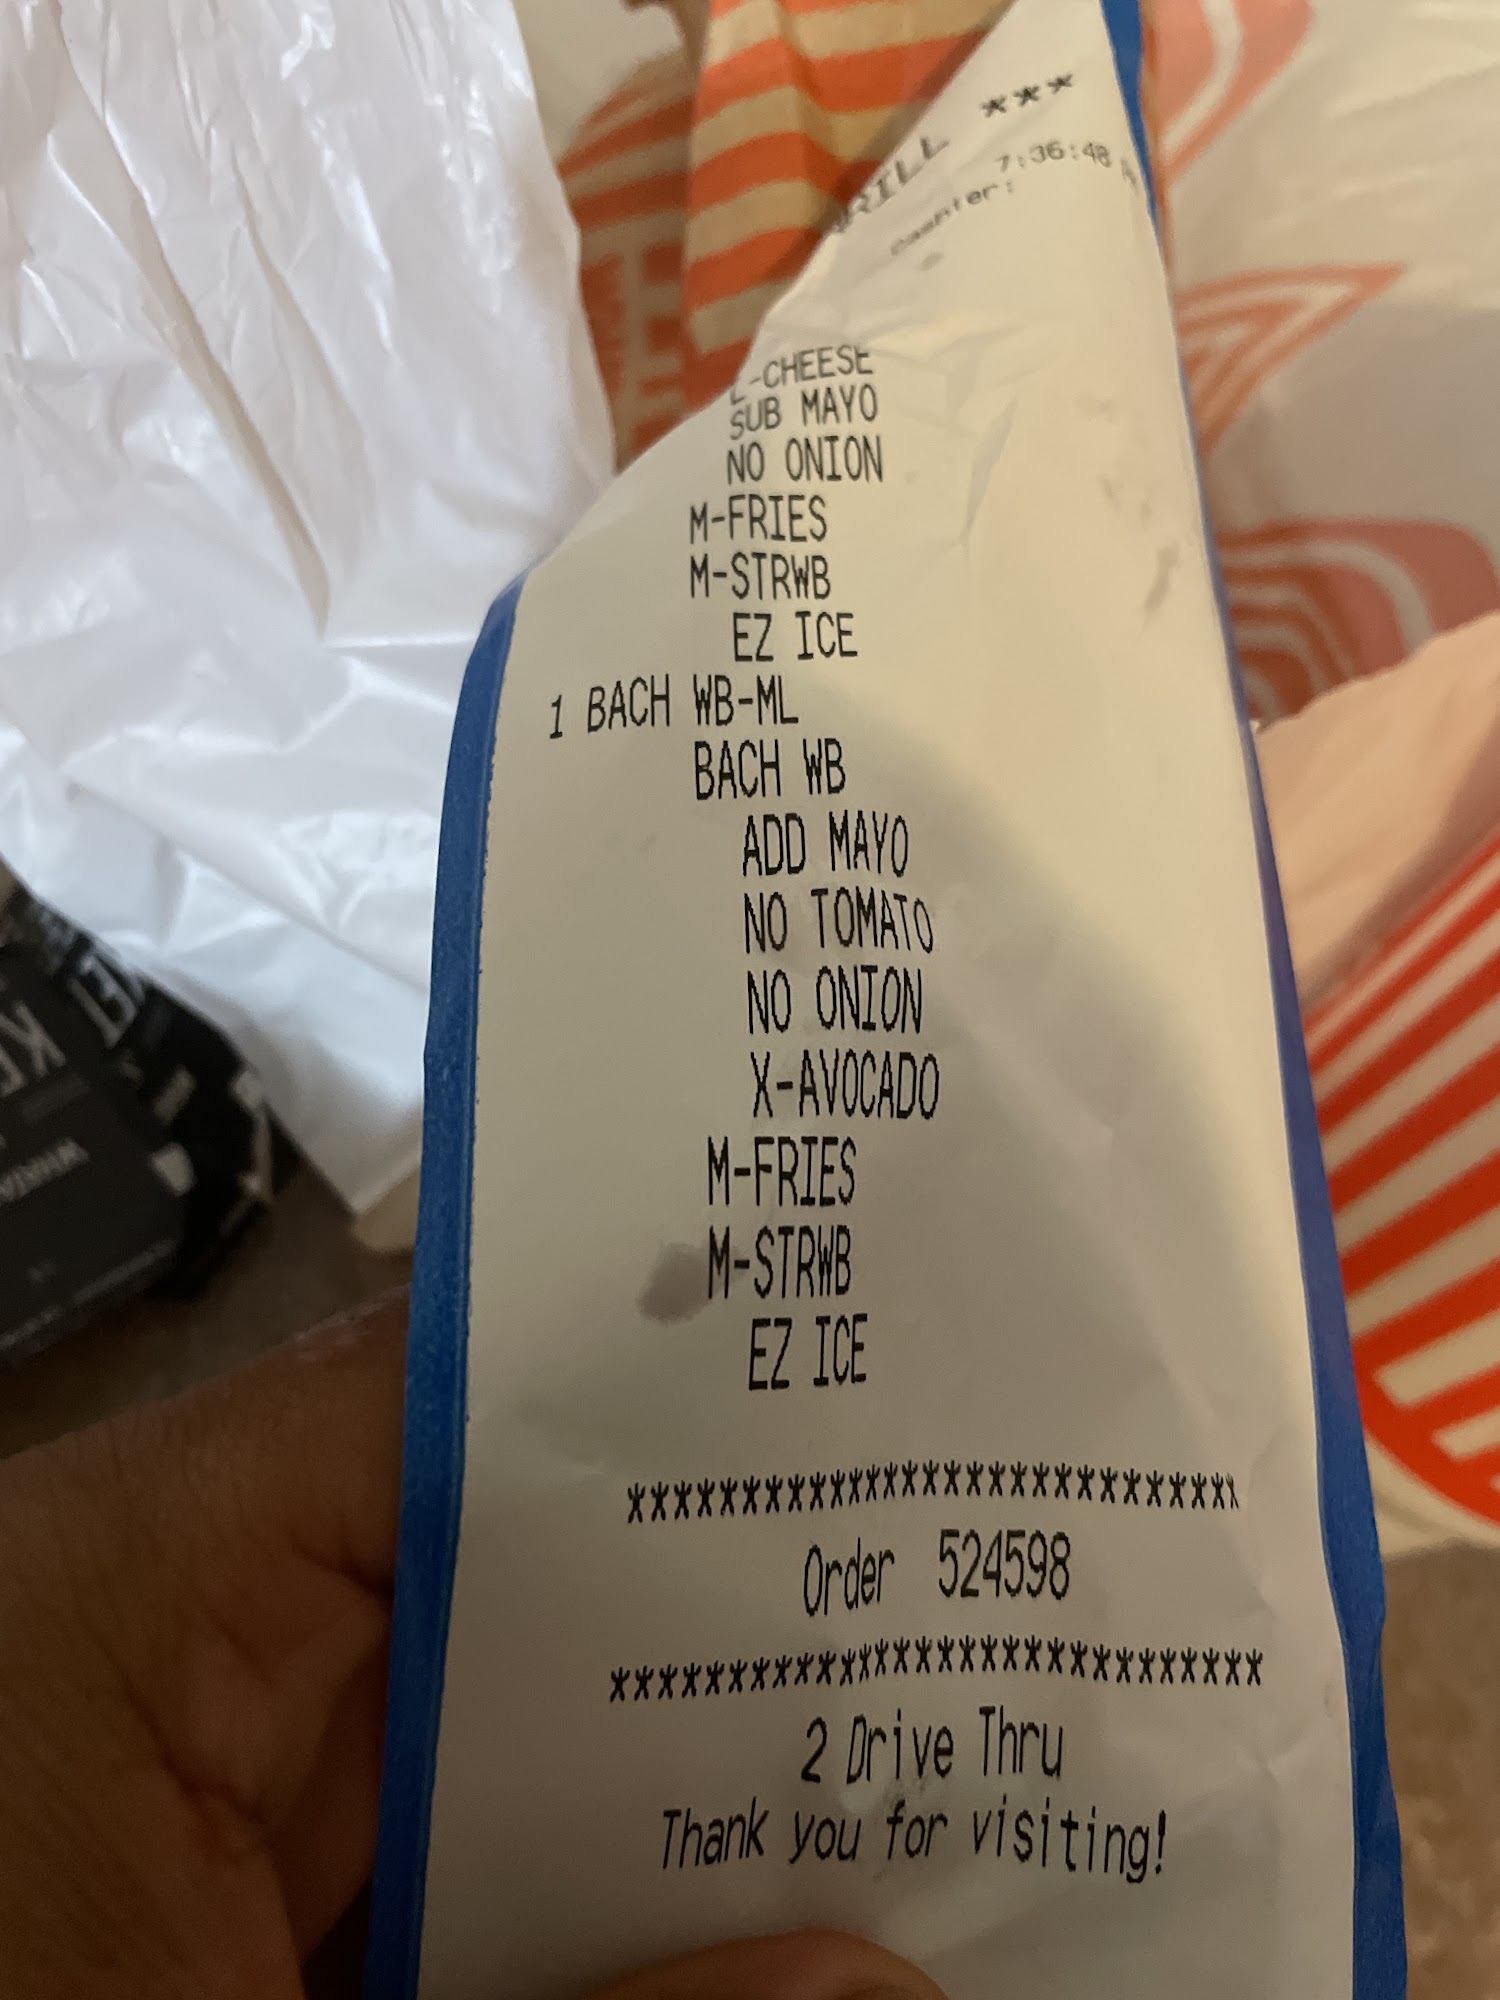 ***
7:36:48
Cashier:
-CHEESE
SUB MAYO
NO ONION
M-FRIES
M-STRWB
EZ ICE
1 BACH WB-ML
BACH WB
ADD MAYO
NO TOMATO
NO ONION
X-AVOCADO
M-FRIES
M-STRWB
EZ ICE
****************************
Order 524598
****************************
2 Drive Thru
Thank you for visiting!